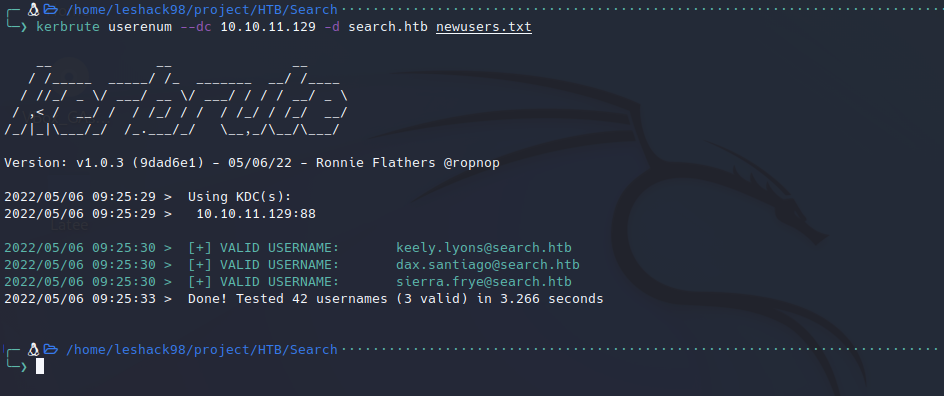 /home/leshack98/project/HTB/Search
kerbrute userenum --dc 10.10.11.129 -d search.htb newusers.txt
    __             __               __
   / /_____  _____/ /_  _______  __/ /____
  / //_/ _ \/ ___/ __ \/ ___/ / / / __/ _ \
 / ,< /  __/ /  / /_/ / /  / /_/ / /_/  __/
/_/|_|\___/_/  /_.___/_/   \__,_/\__/\___/
Version: v1.0.3 (9dad6e1) - 05/06/22 - Ronnie Flathers @ropnop
2022/05/06 09:25:29 >  Using KDC(s):
2022/05/06 09:25:29 >   10.10.11.129:88
2022/05/06 09:25:30 >  [+] VALID USERNAME:       keely.lyons@search.htb
2022/05/06 09:25:30 >  [+] VALID USERNAME:       dax.santiago@search.htb
2022/05/06 09:25:30 >  [+] VALID USERNAME:       sierra.frye@search.htb
2022/05/06 09:25:33 >  Done! Tested 42 usernames (3 valid) in 3.266 seconds
/home/leshack98/project/HTB/Search